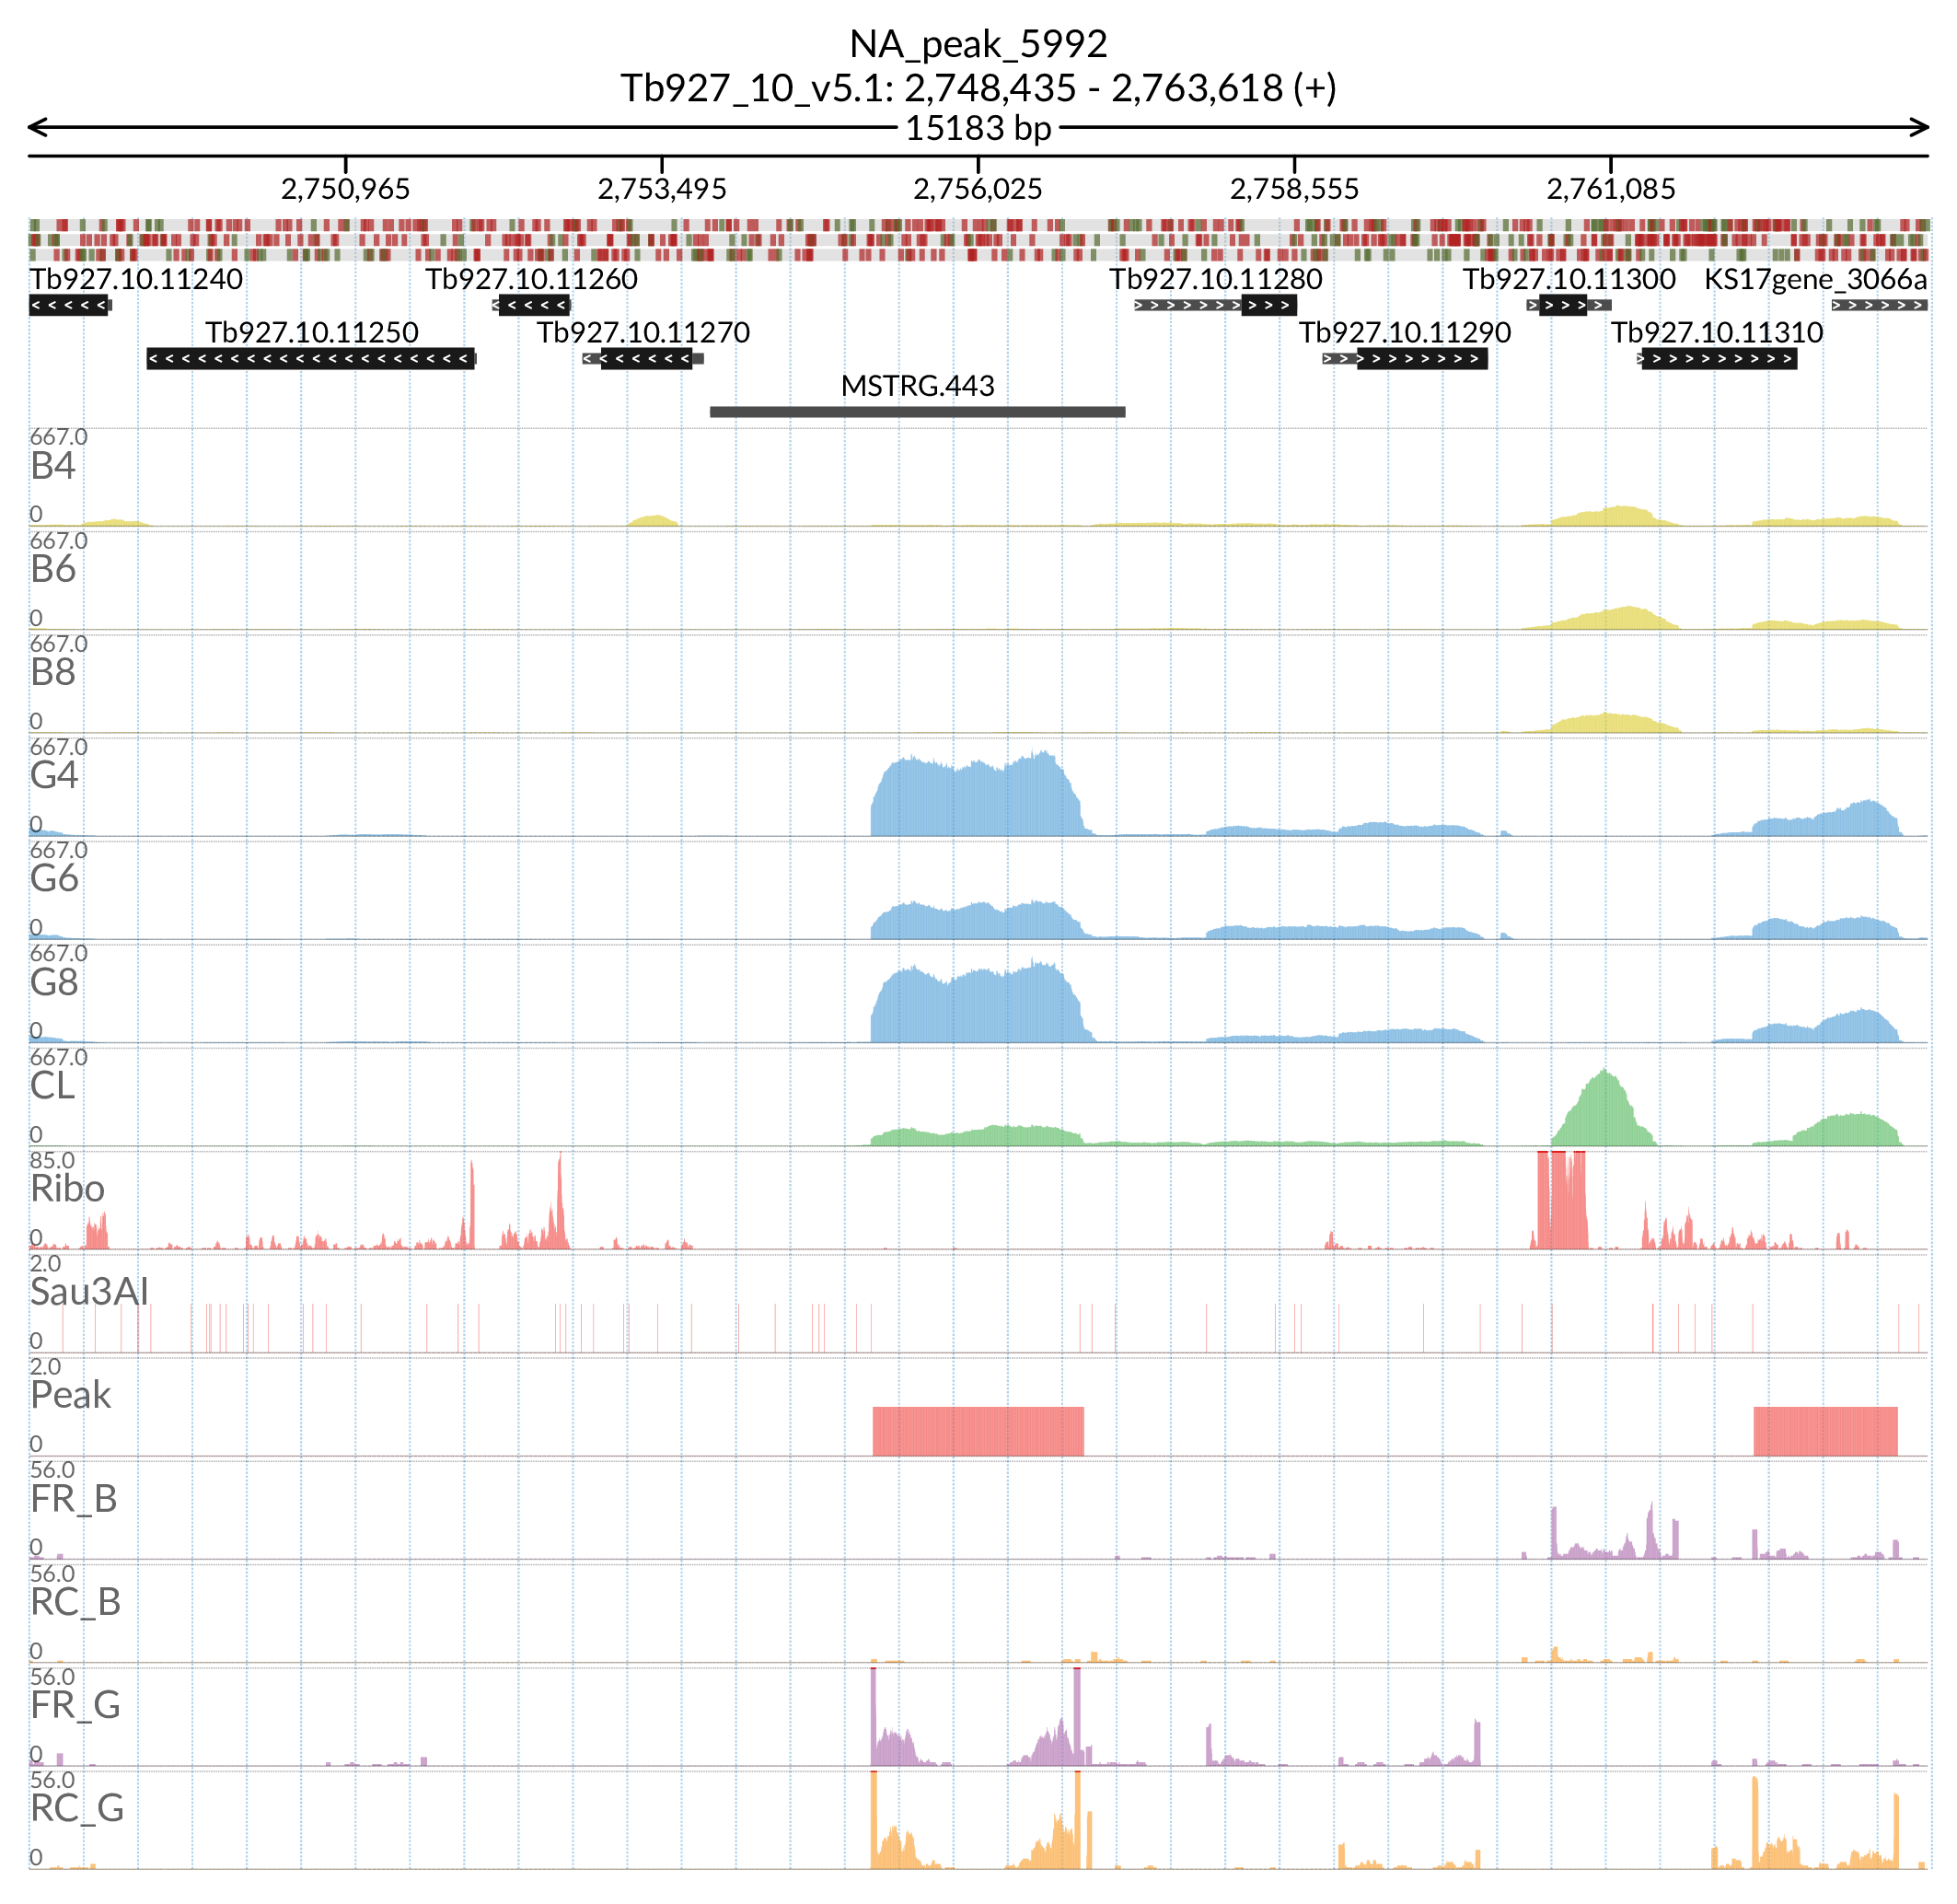 NA_peak_5992
Tb927_10_v5.1: 2,748,435 - 2,763,618 (+)
15183 bp
2,750,965 2,753,495 2,756,025 2,758,555 2,761,085
Tb927.10.11240 Tb927.10.11260 Tb927.10.11280 Tb927.10.11300 KS17gene_3066a
Tb927.10.11250 Tb927.10.11270 Tb927.10.11290 Tb927.10.11310
MSTRG.443
667.0
B4
0
667.0
B6
0
667.0
B8
0
667.0
G4
0
667.0
G6
0
667.0
G8
0
667.0
CL
0
85.0
Ribo
0
2.0
Sau3AI
0
2.0
Peak
0
56.0
FR_B
0
56.0
RC_B
0
56.0
FR_G
0
56.0
RC_G
0